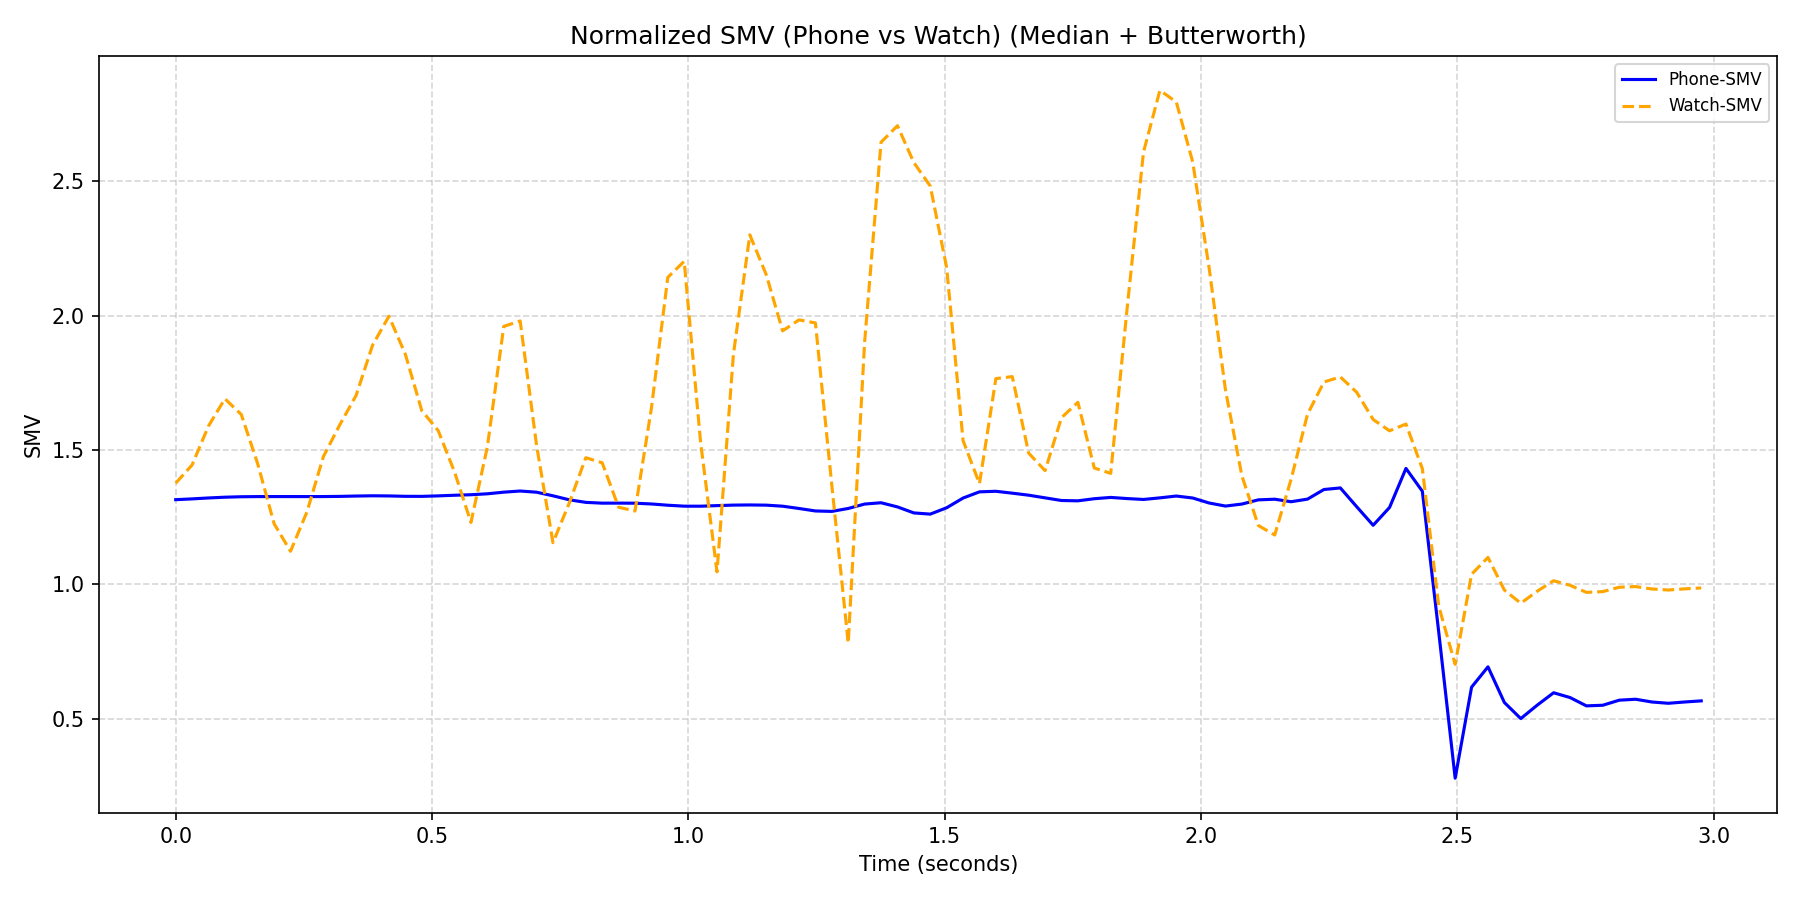 Normalized SMV (Phone vs Watch) (Median + Butterworth)
Phone-SMV
Watch-SMV
SMV
2.5
2.0
1.5
1.0
0.5
0.0 0.5 1.0 1.5 2.0 2.5 3.0
Time (seconds)